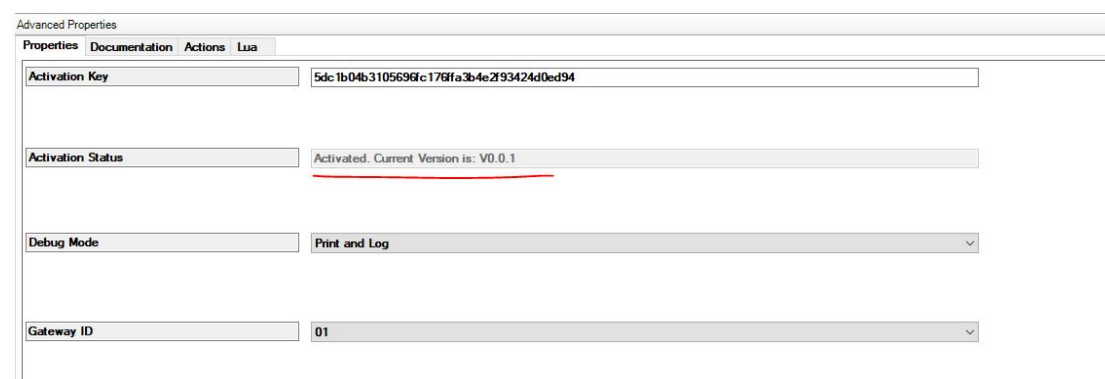 Advanced Properties
Properties Documentation Actions Lua
Activation Key 5dc1b04b3105696fc176ffa3b4e2f93424d0ed94
Activation Status Activated. Current Version is: V0.0.1
Debug Mode Print and Log
Gateway ID 01